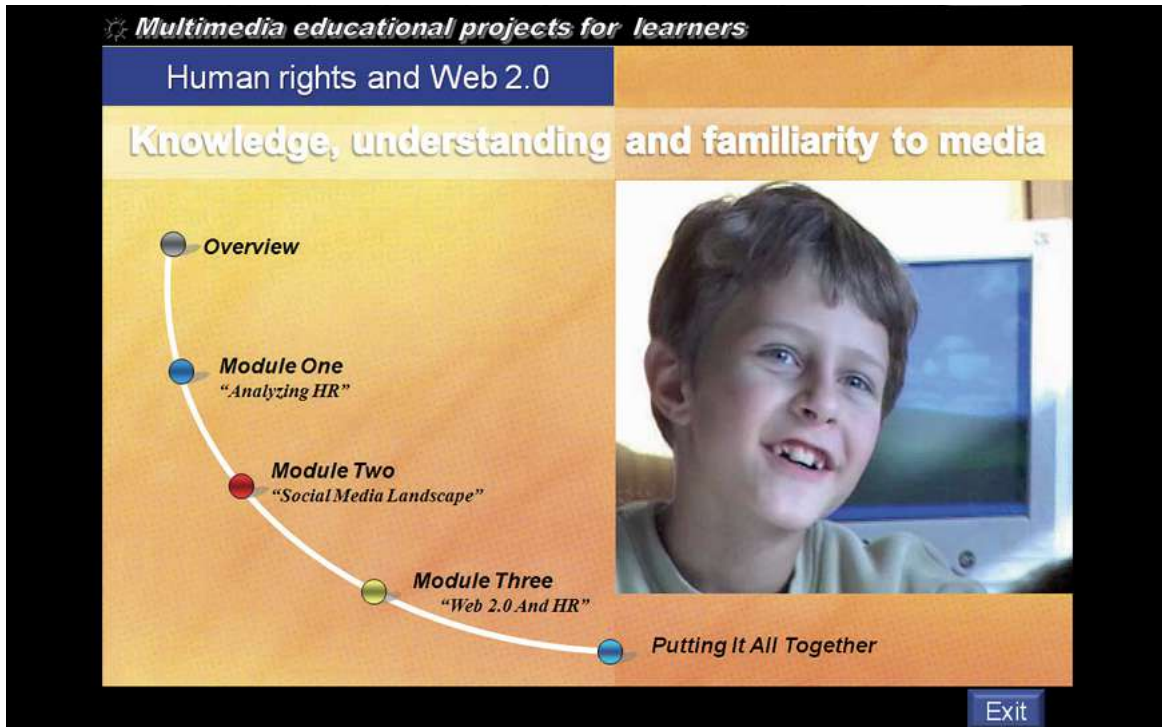 Multimedia educational projects for learners
Human rights and Web 2.0
Knowledge, understanding and familiarity to media
Overview
Module One
“Analyzing HR”
Module Two
“Social Media Landscape”
Module Three
“Web 2.0 And HR”
Putting It All Together
Exit